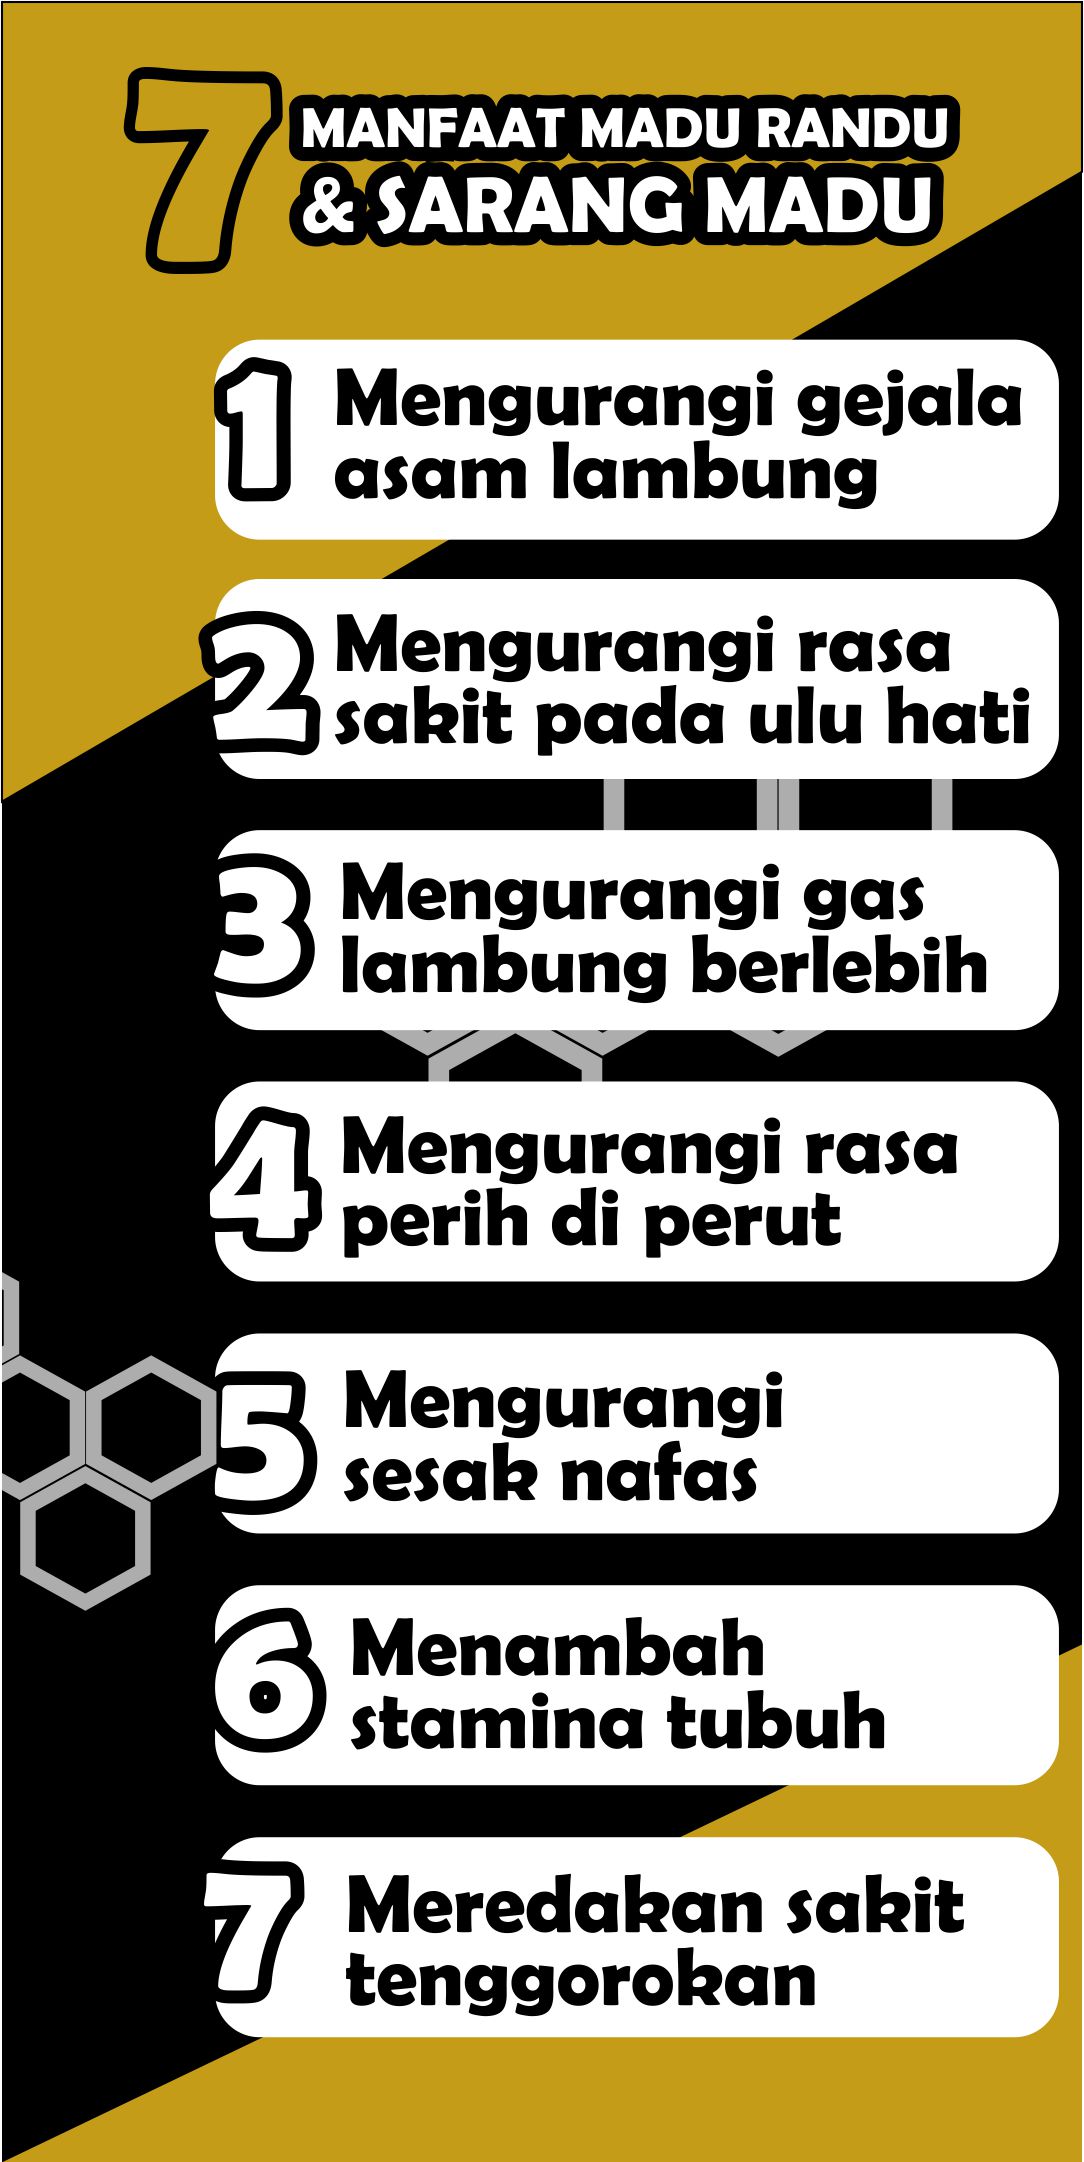 7 MANFAAT MADU RANDU
& SARANG MADU
1 Mengurangi gejala
asam lambung
2 Mengurangi rasa
sakit pada ulu hati
3 Mengurangi gas
lambung berlebih
4 Mengurangi rasa
perih di perut
5 Mengurangi
sesak nafas
6 Menambah
stamina tubuh
7 Meredakan sakit
tenggorokan